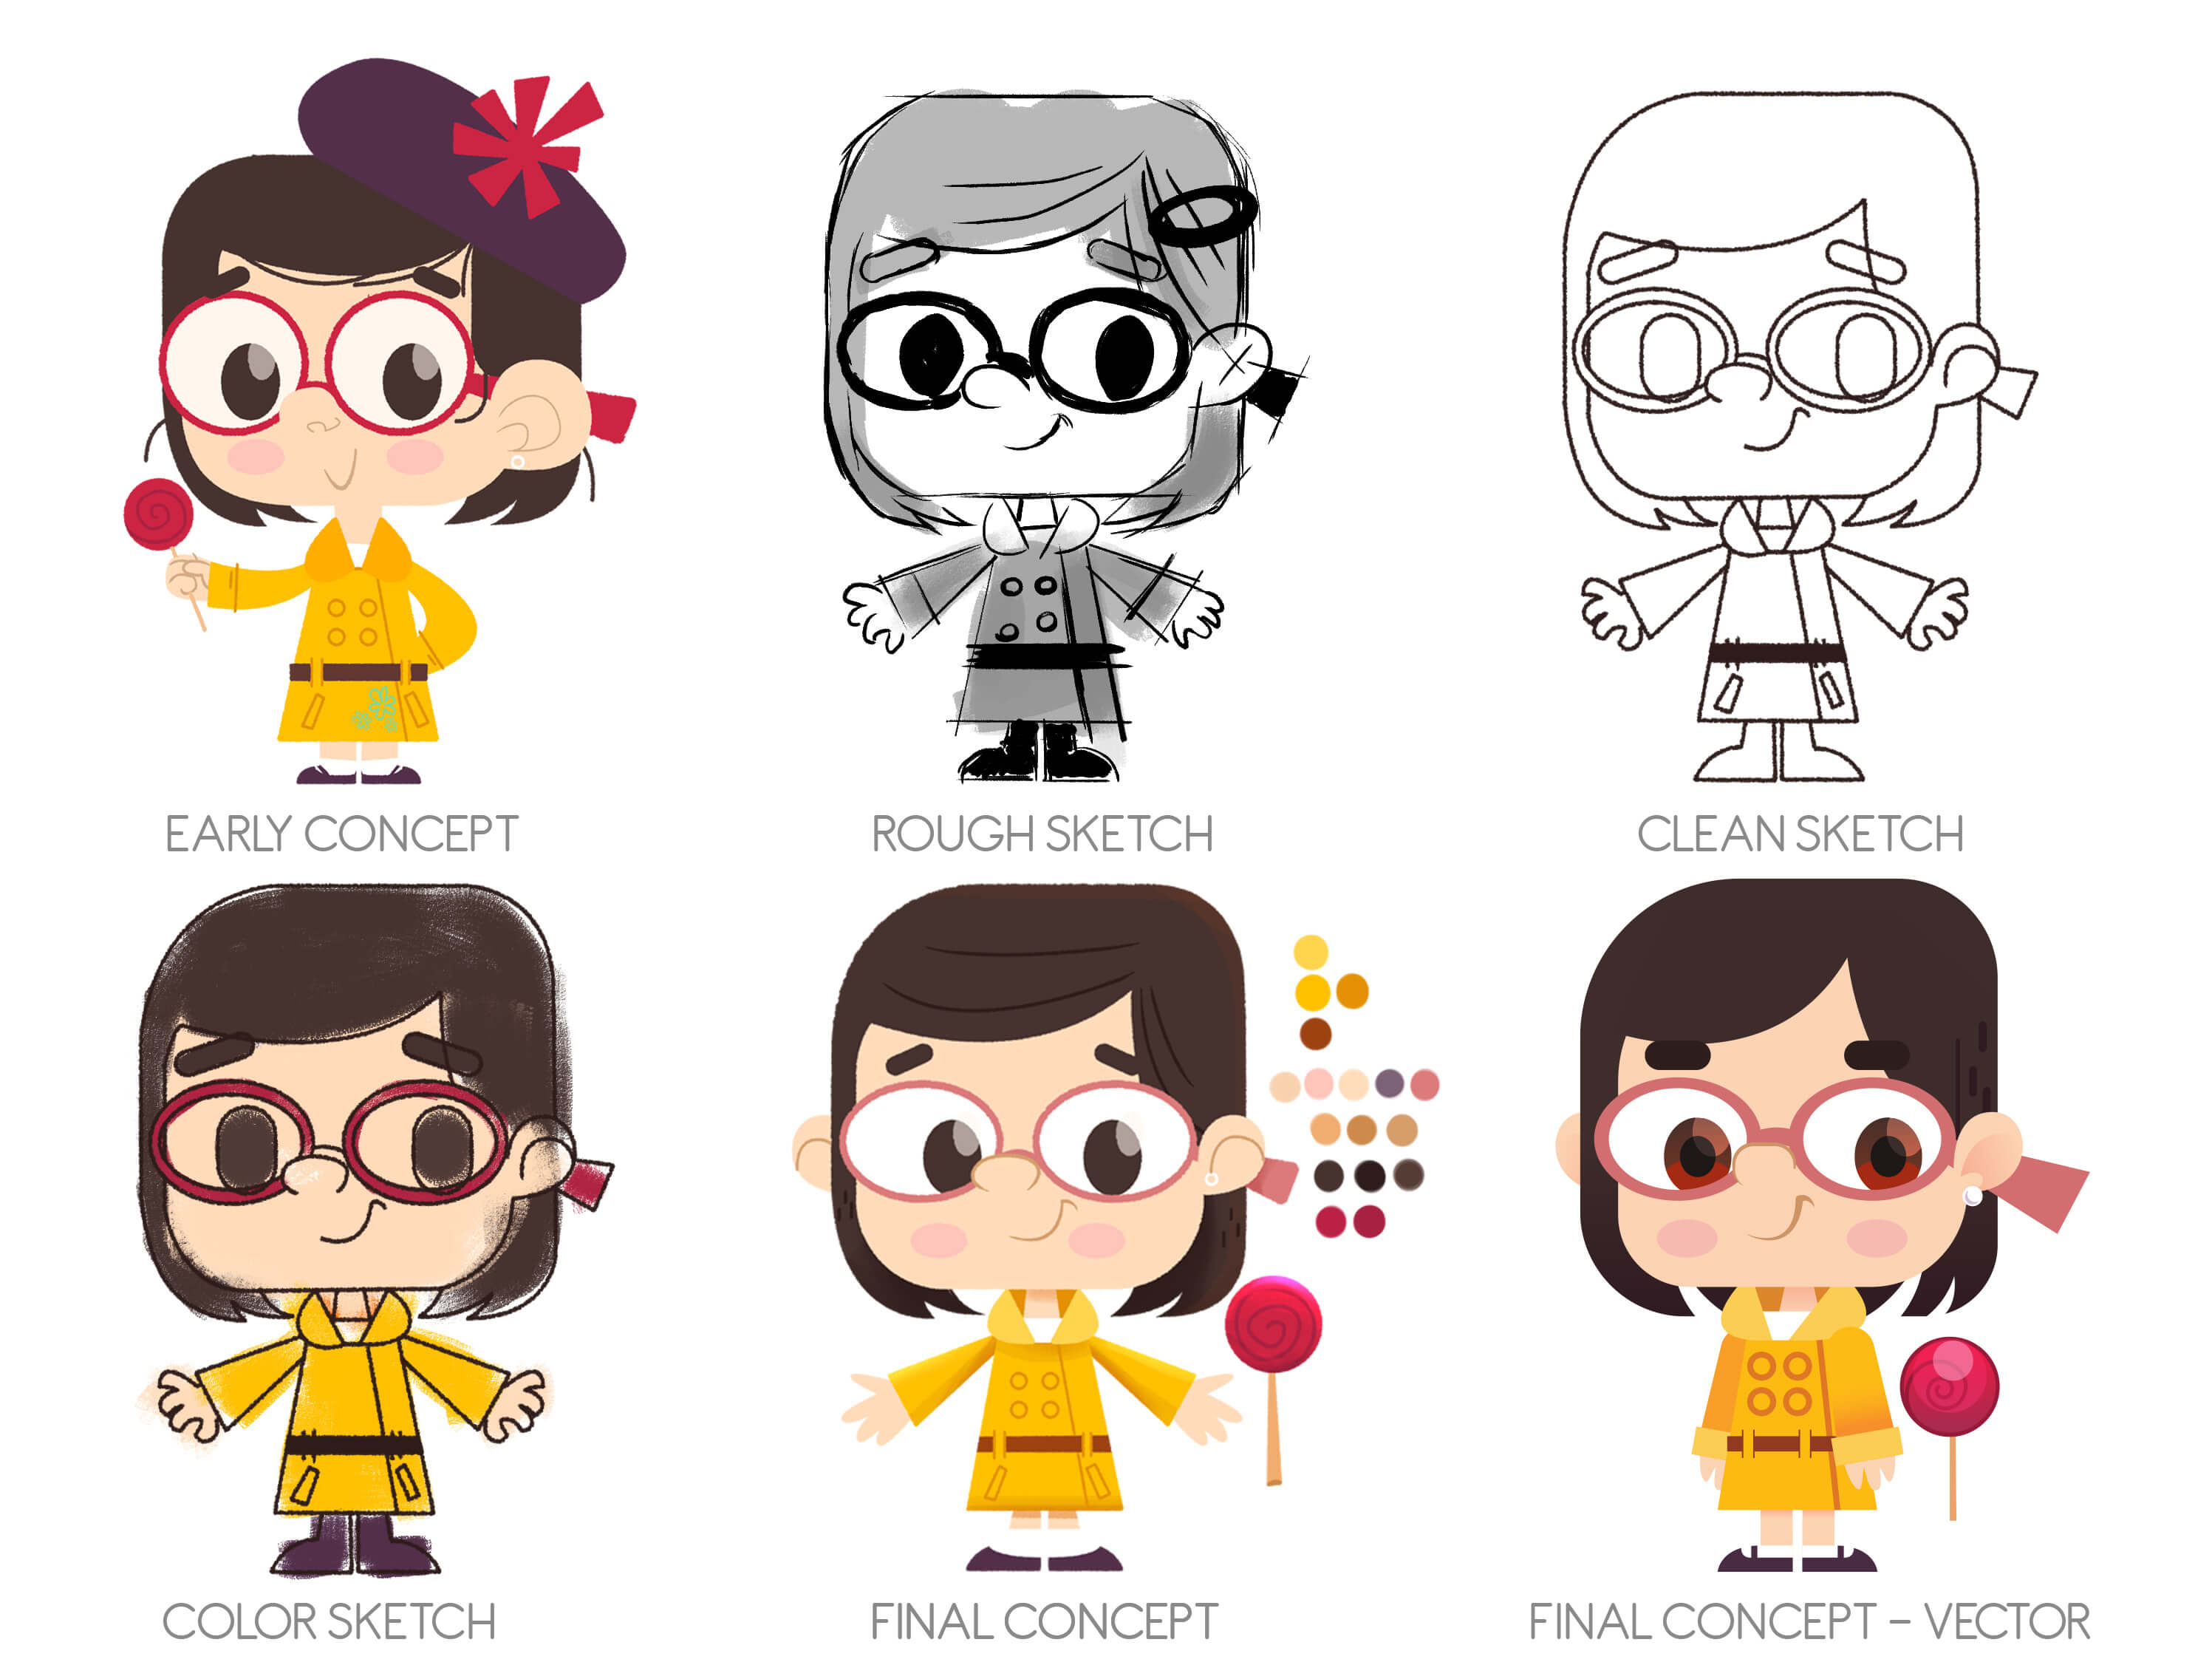 EARLY CONCEPT
ROUGH SKETCH
CLEAN SKETCH
COLOR SKETCH
FINAL CONCEPT
FINAL CONCEPT - VECTOR